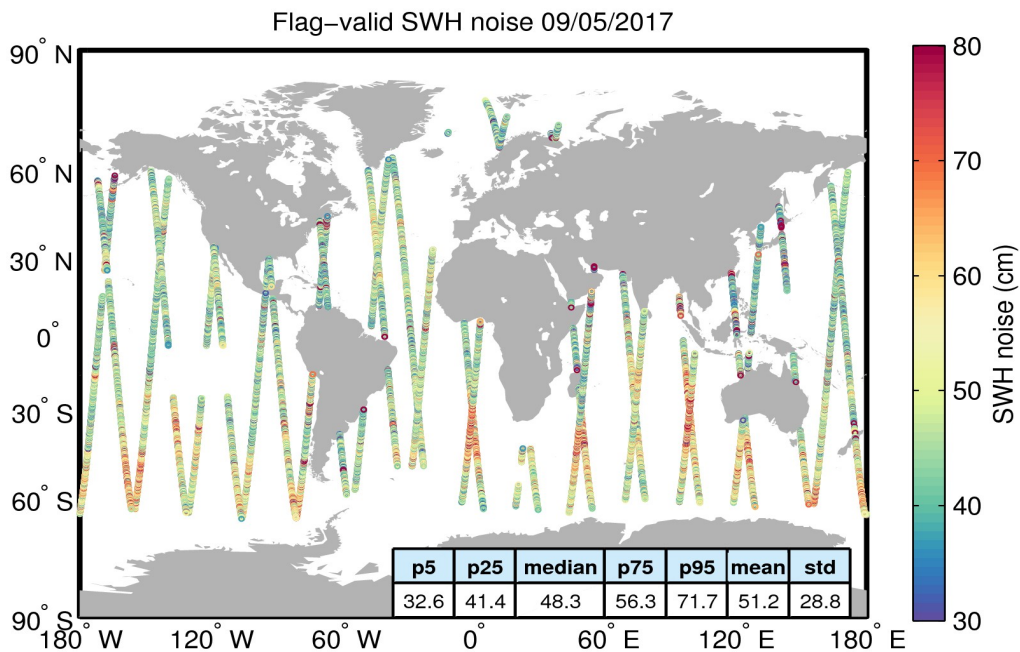 Flag−valid SWH noise 09/05/2017
90° N
60° N
30° N
0°
30° S
60° S
90° S
180° W
120° W
60° W
0°
60° E
120° E
180° E
80
70
60
50
40
30
SWH noise (cm)
p5 p25 median p75 p95 mean std
32.6 41.4 48.3 56.3 71.7 51.2 28.8